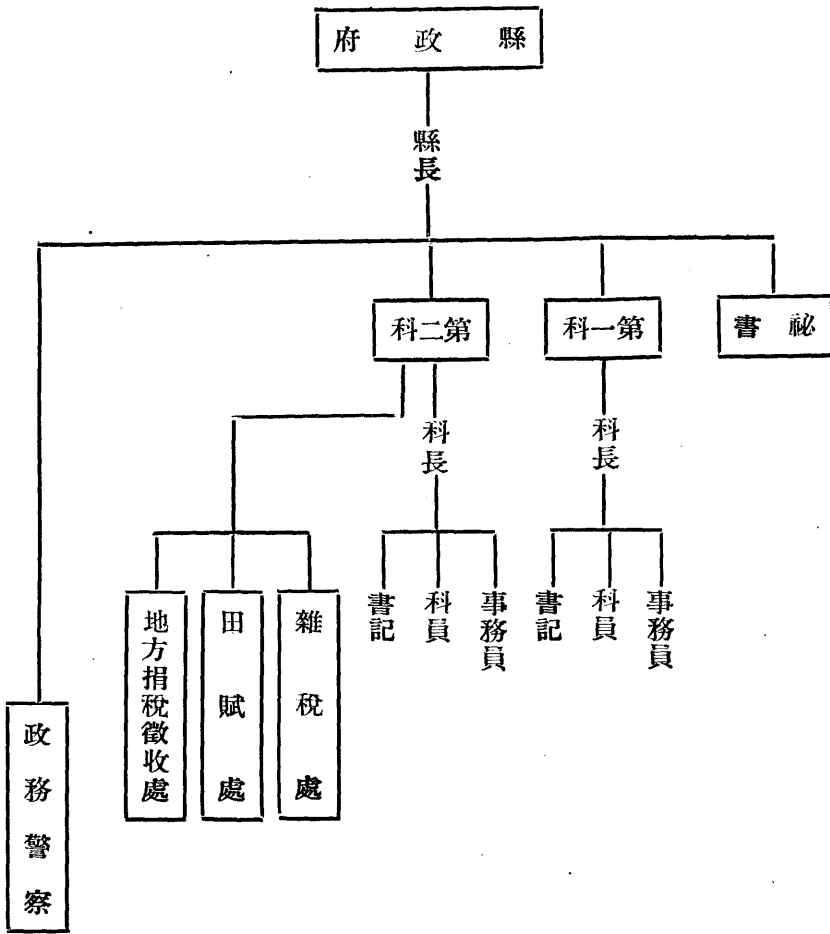 縣政府
縣長
祕書
第一科
第二科
科長
科長
事務員
科員
書記
事務員
科員
書記
雜稅處
田賦處
地方捐稅徵收處
政務警察